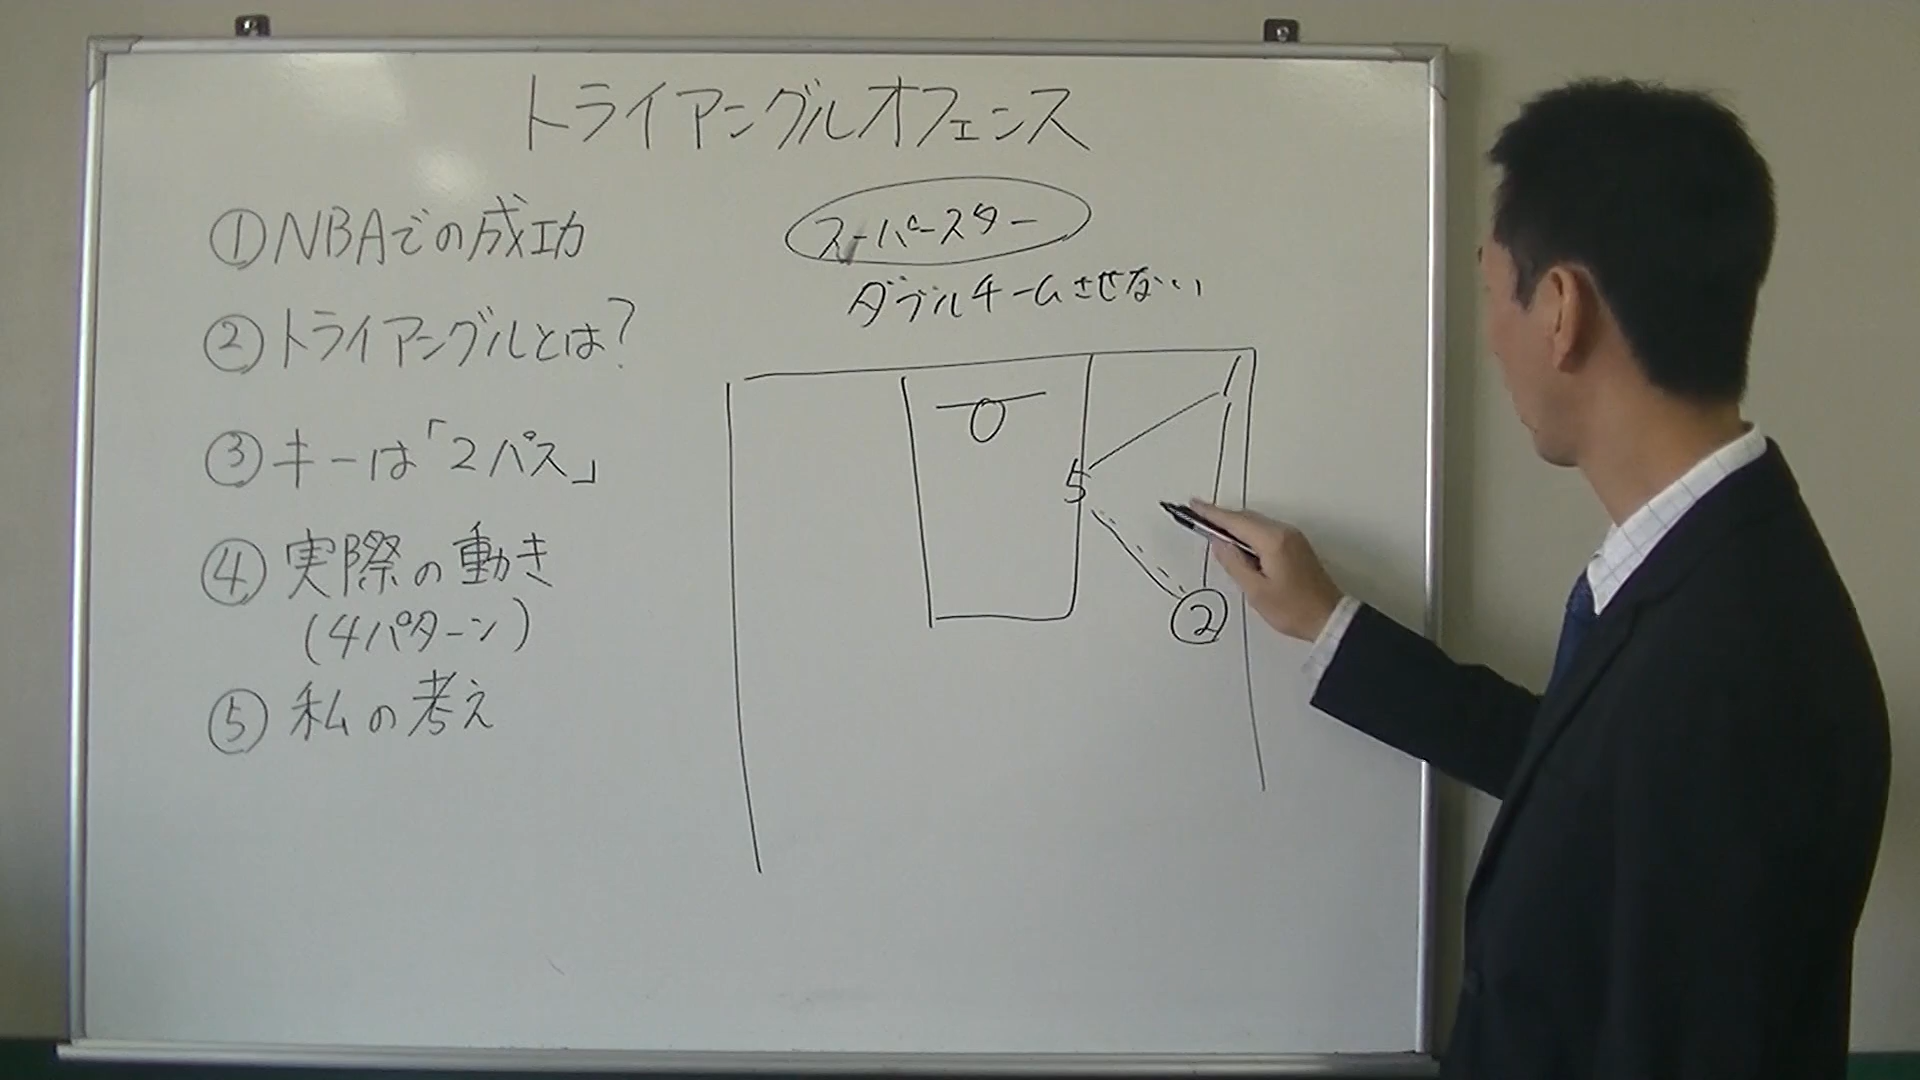 トライアングルオフェンス
①NBAでの成功
②トライアングルとは?
③キーは「2パス」
④実際の動き
(4パターン)
⑤私の考え
スーパースター
ダブルチームさせない
5
②